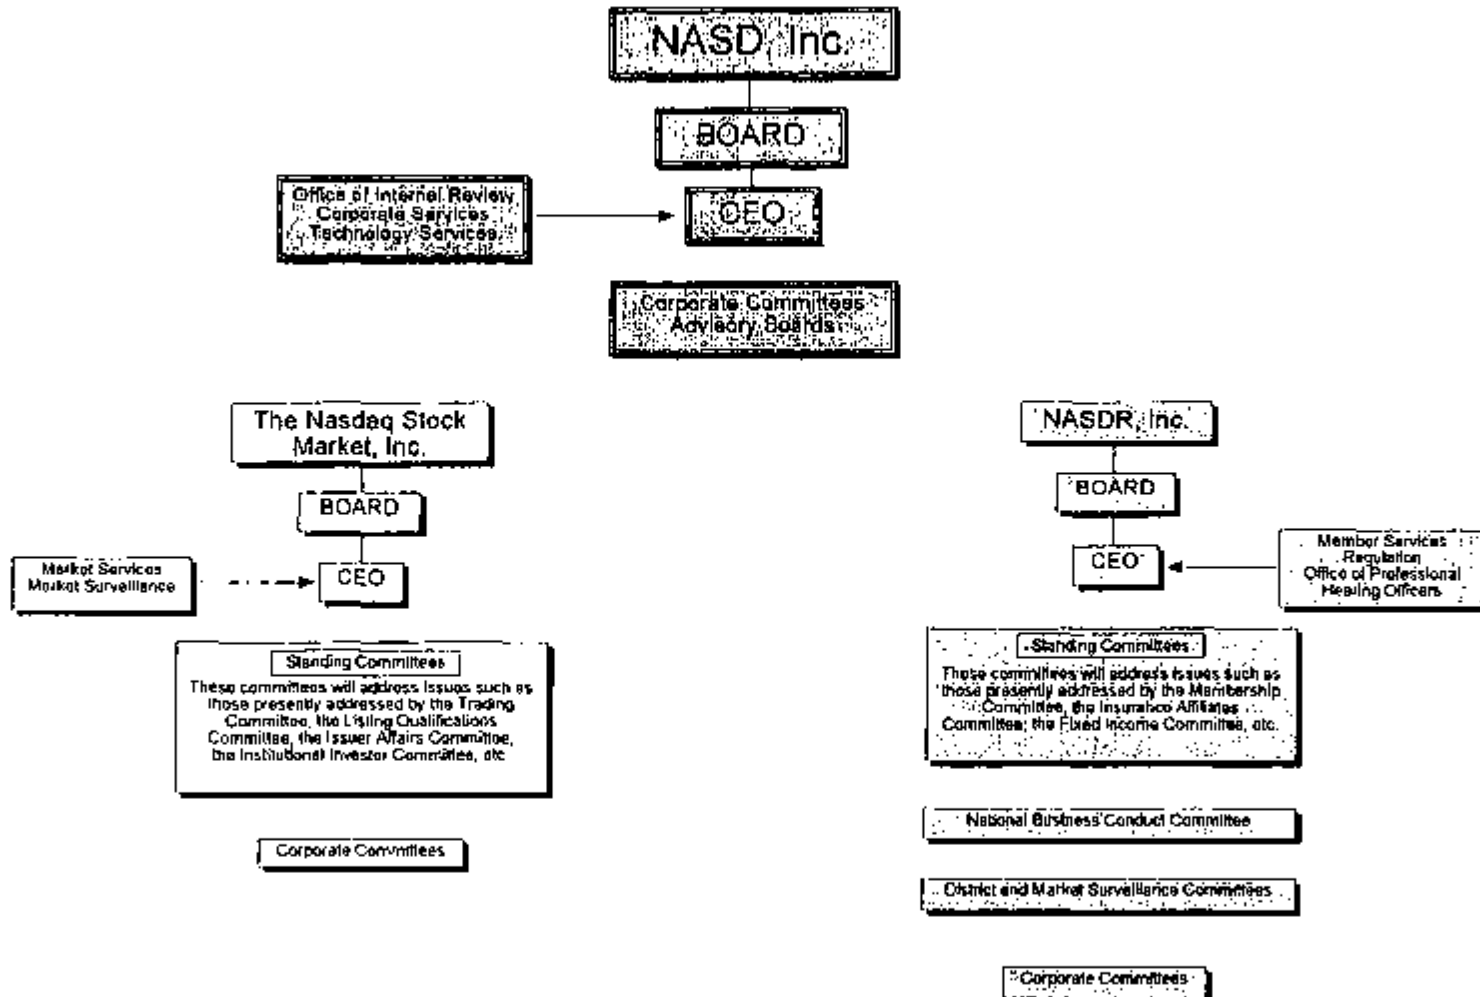 NASD, Inc.
BOARD
CEO
Office of Internal Review
Corporate Services
Technology Services
Corporate Committees
Advisory Boards
The Nasdaq Stock
Market, Inc.
BOARD
CEO
Market Services
Market Surveillance
Standing Committees
These committees will address issues such as
those presently addressed by the Trading
Committee, the Listing Qualifications
Committee, the Issuer Affairs Committee,
the Institutional Investor Committee, etc
Corporate Committees
NASDR, Inc.
BOARD
CEO
Member Services
Regulation
Office of Professional
Hearing Officers
Standing Committees
These committees will address issues such as
those presently addressed by the Membership
Committee, the Insurance Affiliates
Committee, the Fixed Income Committee, etc.
National Business Conduct Committee
District and Market Surveillance Committees
Corporate Committees